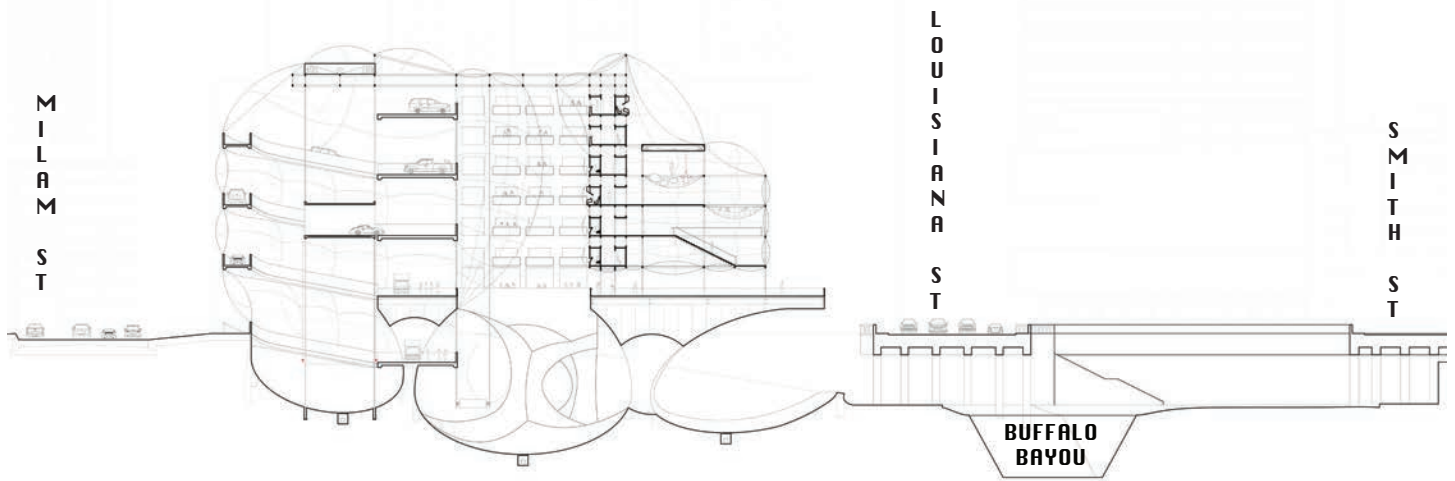 MILAM ST
LOUISIANA ST
SMITH ST
BUFFALO
BAYOU